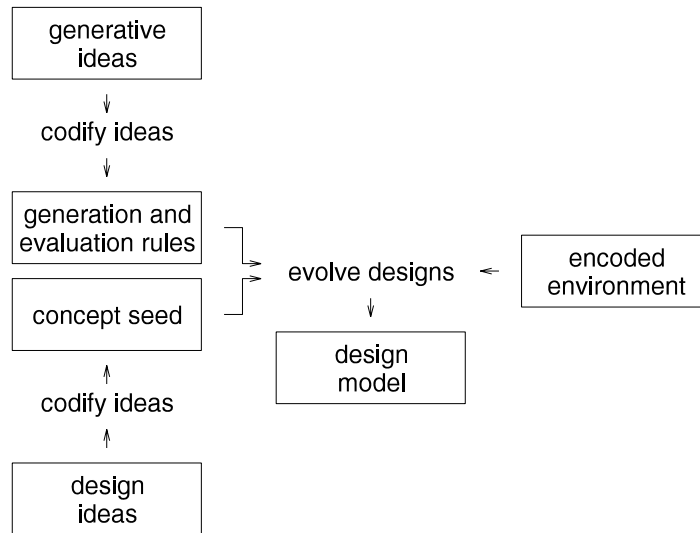 generative
ideas
codify ideas
generation and
evaluation rules
concept seed
codify ideas
design
ideas
evolve designs
design
model
encoded
environment